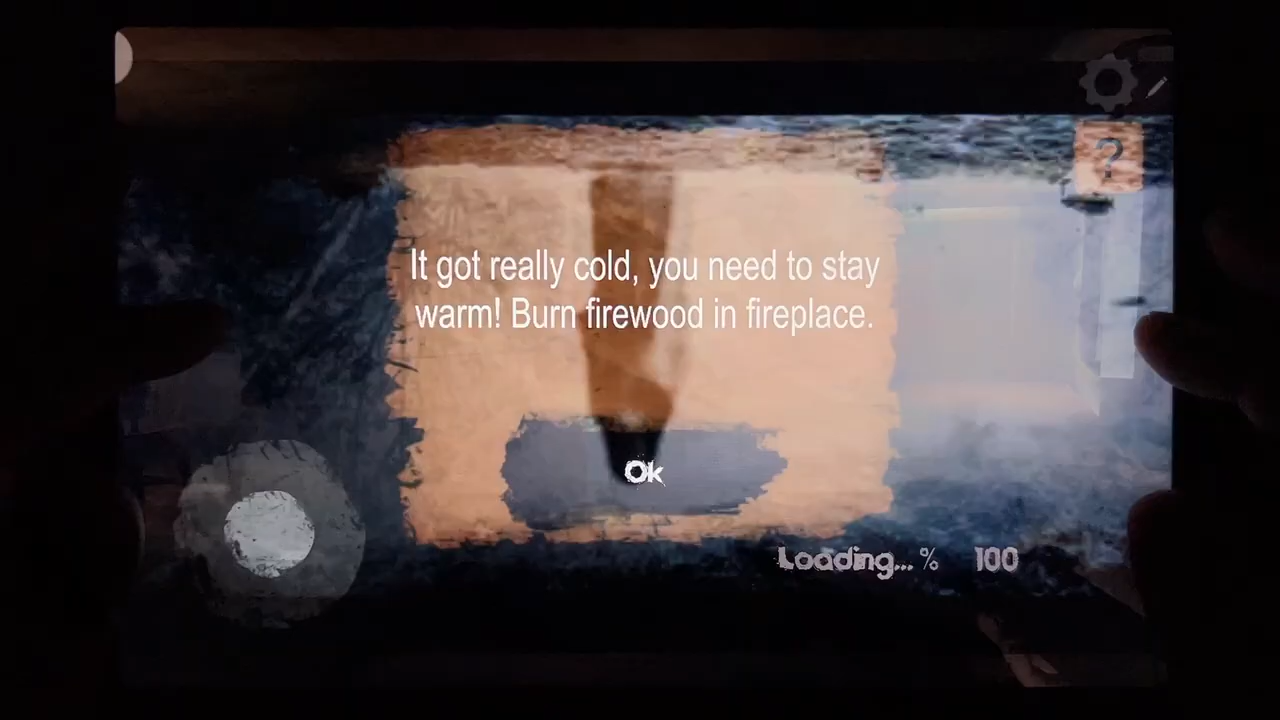 ?
It got really cold, you need to stay
warm! Burn firewood in fireplace.
Ok
Loading...% 100